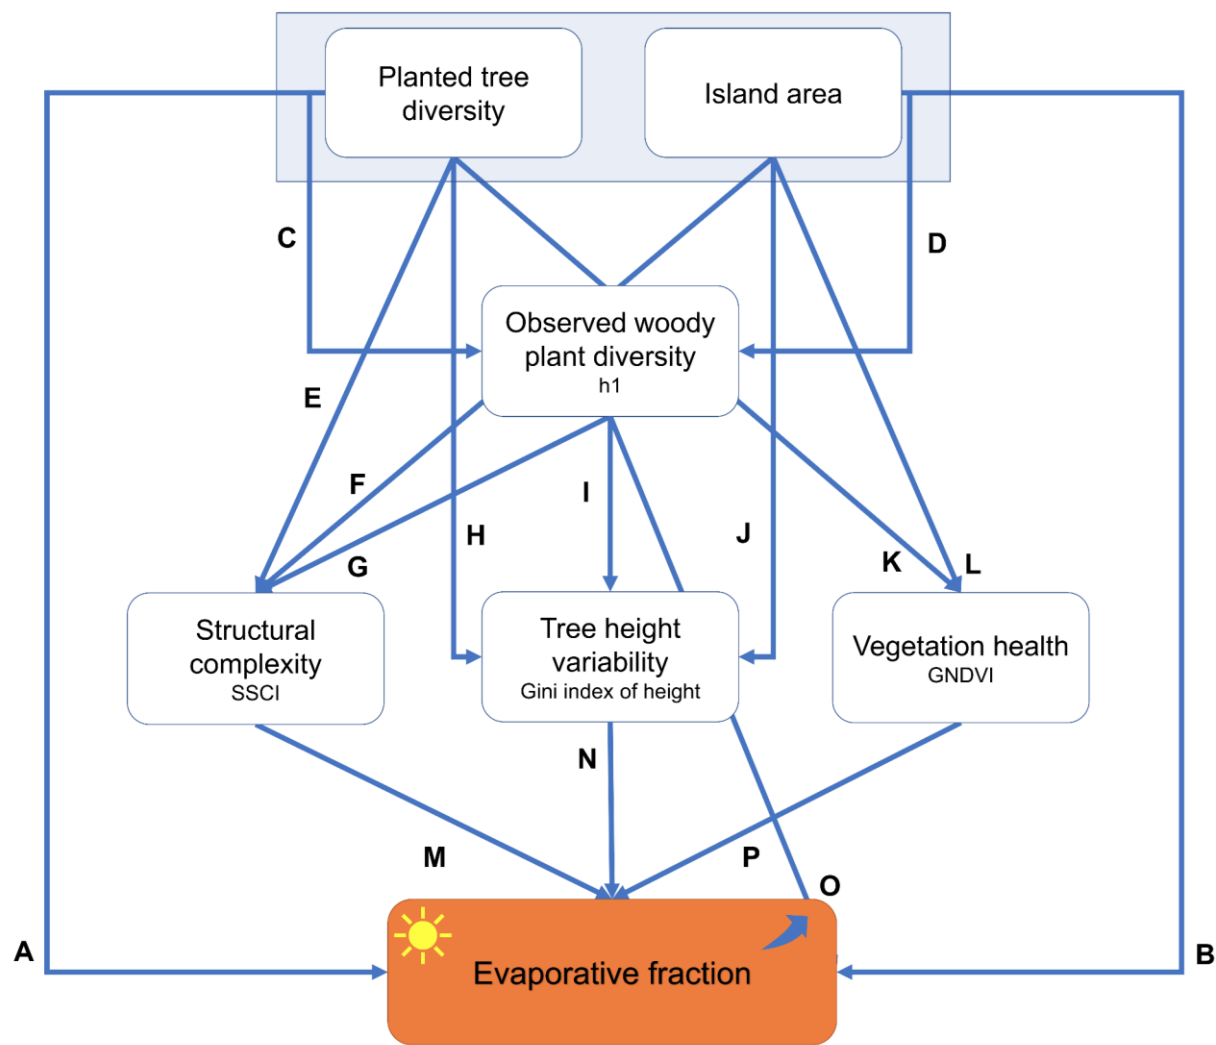 Planted tree
diversity
Island area
C
D
Observed woody
plant diversity
h1
E
F
I
H
J
G
K
L
Structural
complexity
SSCI
Tree height
variability
Gini index of height
Vegetation health
GNDVI
N
M
P
O
A
B
Evaporative fraction